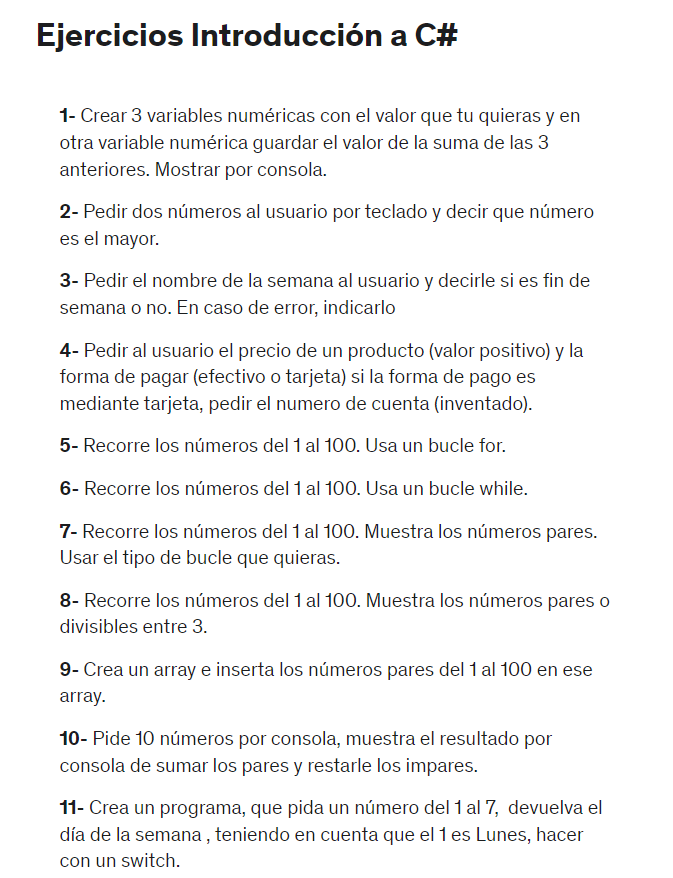 Ejercicios Introducción a C#
1- Crear 3 variables numéricas con el valor que tu quieras y en
otra variable numérica guardar el valor de la suma de las 3
anteriores. Mostrar por consola.
2- Pedir dos números al usuario por teclado y decir que número
es el mayor.
3- Pedir el nombre de la semana al usuario y decirle si es fin de
semana o no. En caso de error, indicarlo
4- Pedir al usuario el precio de un producto (valor positivo) y la
forma de pagar (efectivo o tarjeta) si la forma de pago es
mediante tarjeta, pedir el numero de cuenta (inventado).
5- Recorre los números del 1 al 100. Usa un bucle for.
6- Recorre los números del 1 al 100. Usa un bucle while.
7- Recorre los números del 1 al 100. Muestra los números pares.
Usar el tipo de bucle que quieras.
8- Recorre los números del 1 al 100. Muestra los números pares o
divisibles entre 3.
9- Crea un array e inserta los números pares del 1 al 100 en ese
array.
10- Pide 10 números por consola, muestra el resultado por
consola de sumar los pares y restarle los impares.
11- Crea un programa, que pida un número del 1 al 7,  devuelva el
día de la semana , teniendo en cuenta que el 1 es Lunes, hacer
con un switch.